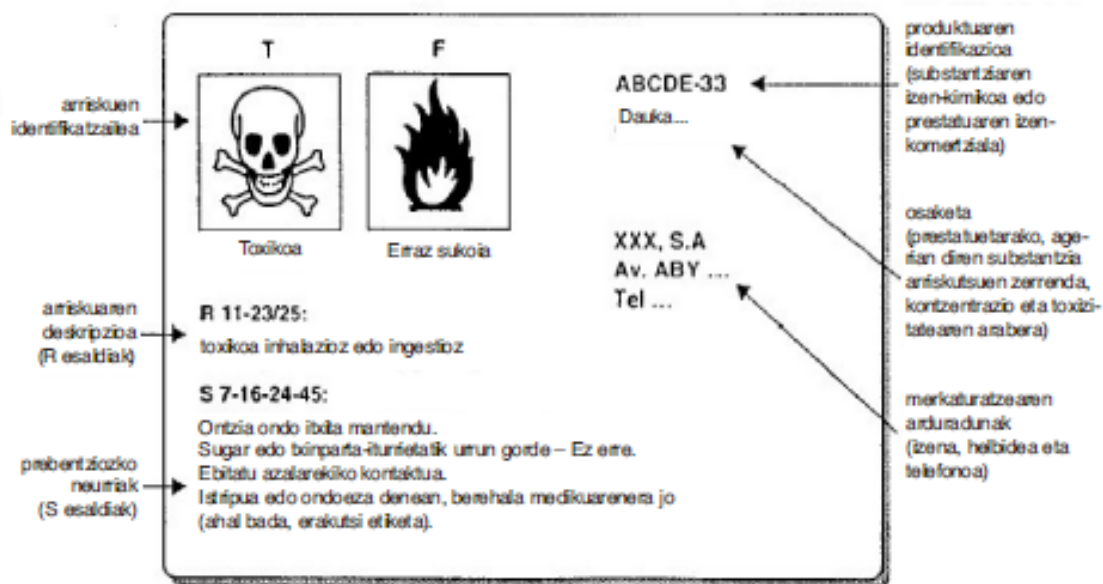 T
F
arriskuen
identifikatzailea
Toxikoa
Erraz sukoia
ABCDE-33
Dauka...
XXX, S.A
Av. ABY ...
Tel ...
arriskuaren
deskripzioa
(R esaldiak)
R 11-23/25:
toxikoa inhalazioz edo ingestioz
prebentziozko
neurriak
(S esaldiak)
S 7-16-24-45:
Ontzia ondo itxita mantendu.
Sugar edo txinparta-iturrietatik urrun gorde – Ez erre.
Ebitatu azalarekiko kontaktua.
Istripua edo ondoeza denean, berehala medikuarenera jo
(ahal bada, erakutsi etiketa).
produktuaren
identifikazioa
(substantziaren
izen-kimikoa edo
prestatuaren izen-
komertziala)
osaketa
(prestatuetarako, age-
rian diren substantzia
arriskutsuen zerrenda,
kontzentrazio eta toxizi-
tatearen arabera)
merkaturatzearen
arduradunak
(izena, helbidea eta
telefonoa)